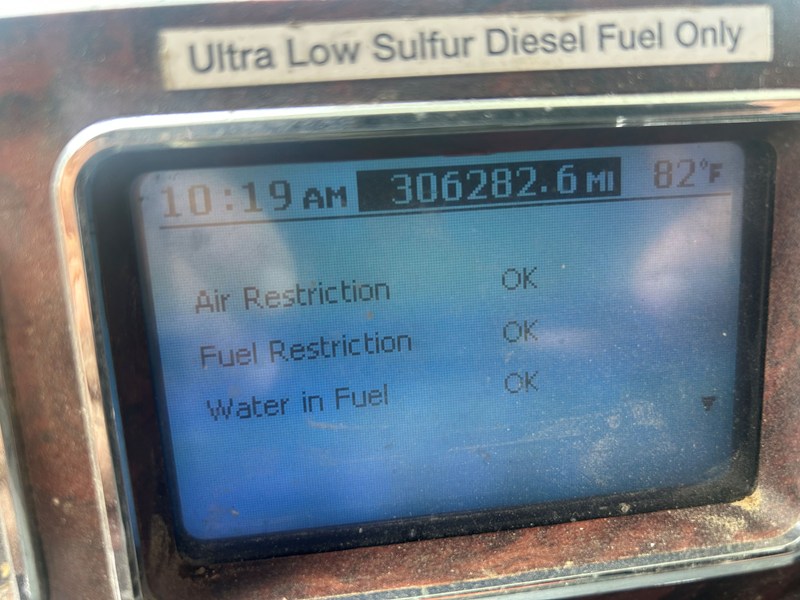 Ultra Low Sulfur Diesel Fuel Only
10:19 AM 306282.6 MI 82°F
Air Restriction OK
Fuel Restriction OK
Water in Fuel OK